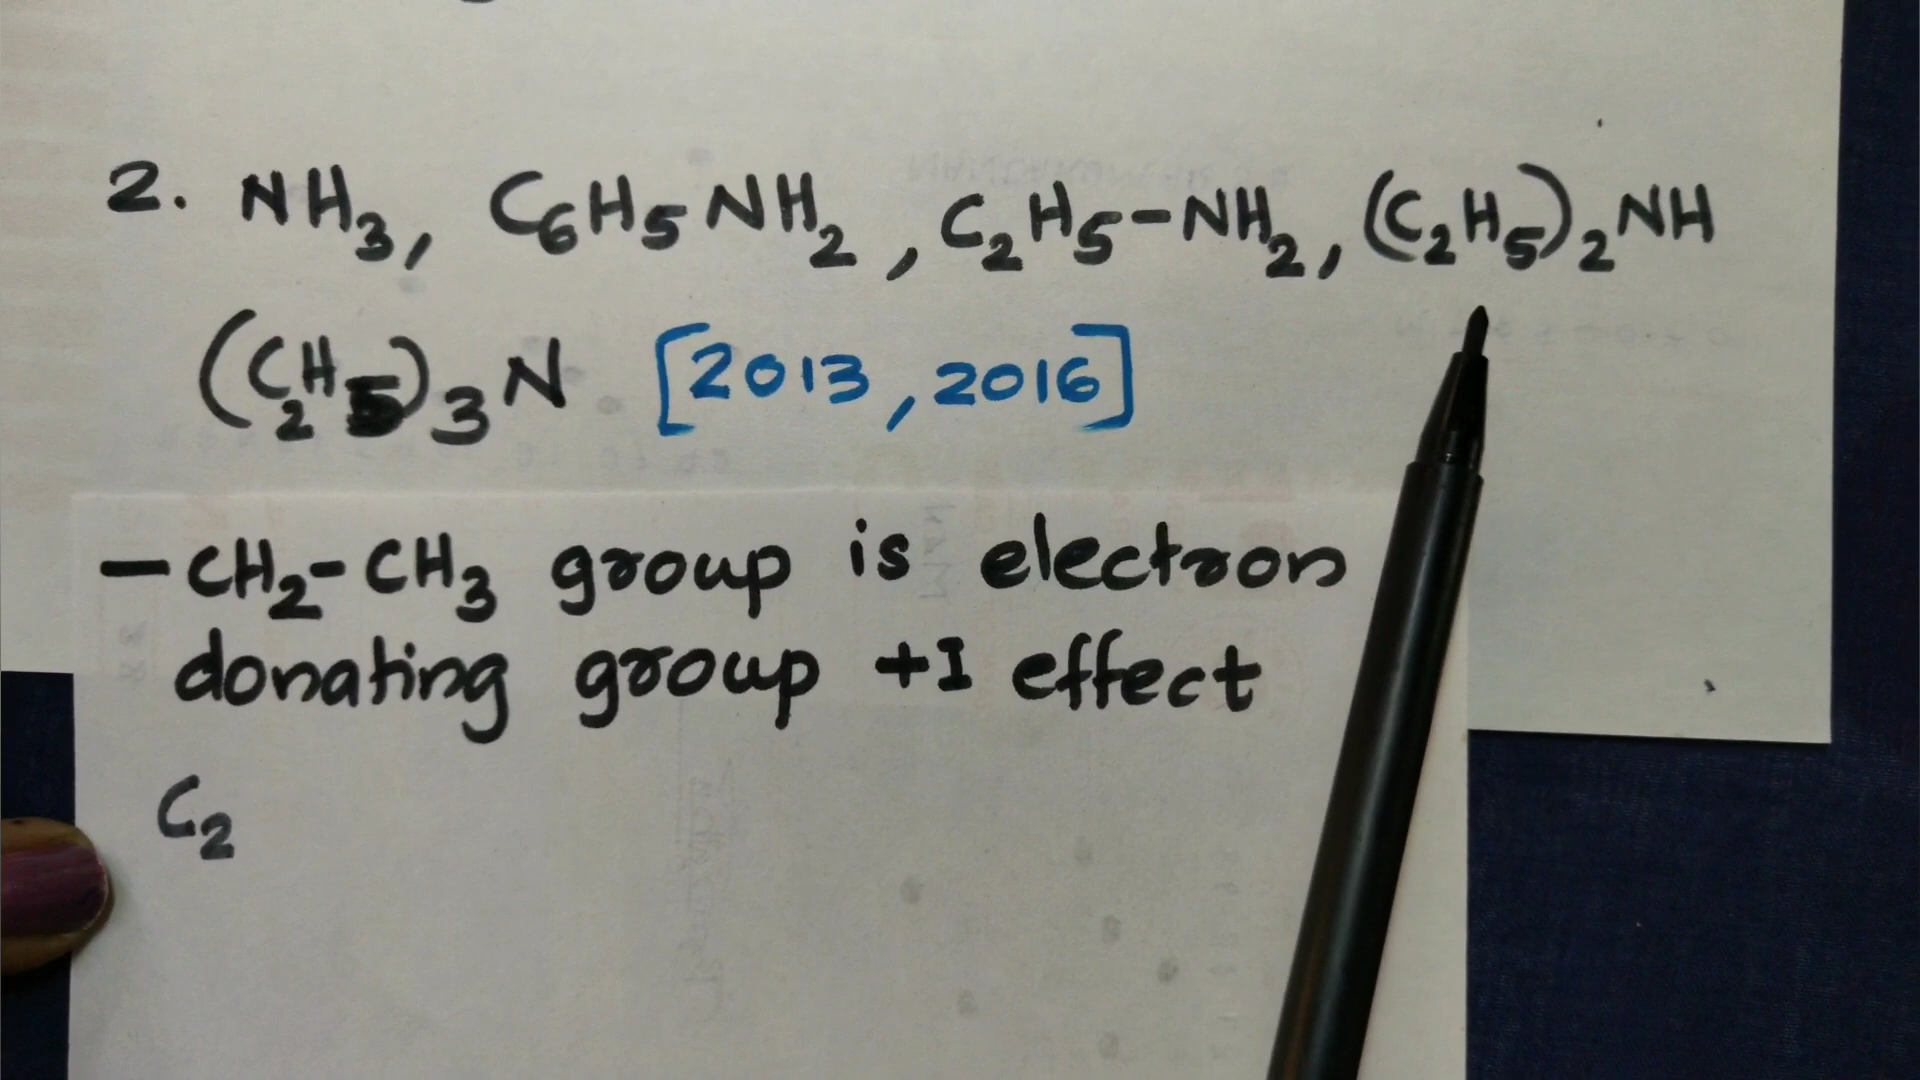 2. NH₃, C₆H₅NH₂, C₂H₅-NH₂, (C₂H₅)₂NH
(C₂H₅)₃N [2013, 2016]
-CH₂-CH₃ group is electron
donating group +I effect
C₂